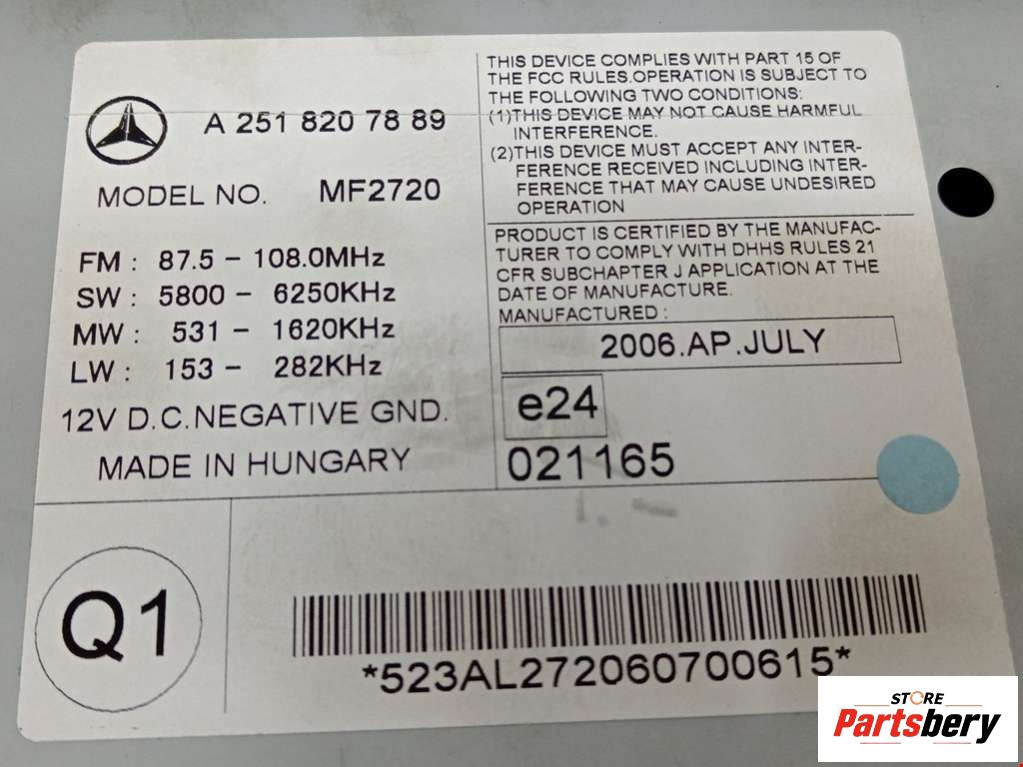 A 251 820 7889
MODEL NO. MF2720
FM : 87.5 - 108.0MHz
SW : 5800 - 6250KHz
MW : 531 - 1620KHz
LW : 153 - 282KHz
12V D.C.NEGATIVE GND.
MADE IN HUNGARY
THIS DEVICE COMPLIES WITH PART 15 OF
THE FCC RULES.OPERATION IS SUBJECT TO
THE FOLLOWING TWO CONDITIONS:
(1)THIS DEVICE MAY NOT CAUSE HARMFUL
INTERFERENCE.
(2)THIS DEVICE MUST ACCEPT ANY INTER-
FERENCE RECEIVED INCLUDING INTER-
FERENCE THAT MAY CAUSE UNDESIRED
OPERATION
PRODUCT IS CERTIFIED BY THE MANUFAC-
TURER TO COMPLY WITH DHHS RULES 21
CFR SUBCHAPTER J APPLICATION AT THE
DATE OF MANUFACTURE.
MANUFACTURED :
2006.AP.JULY
e24
021165
Q1
*523AL272060700615*
STORE
Partsbery